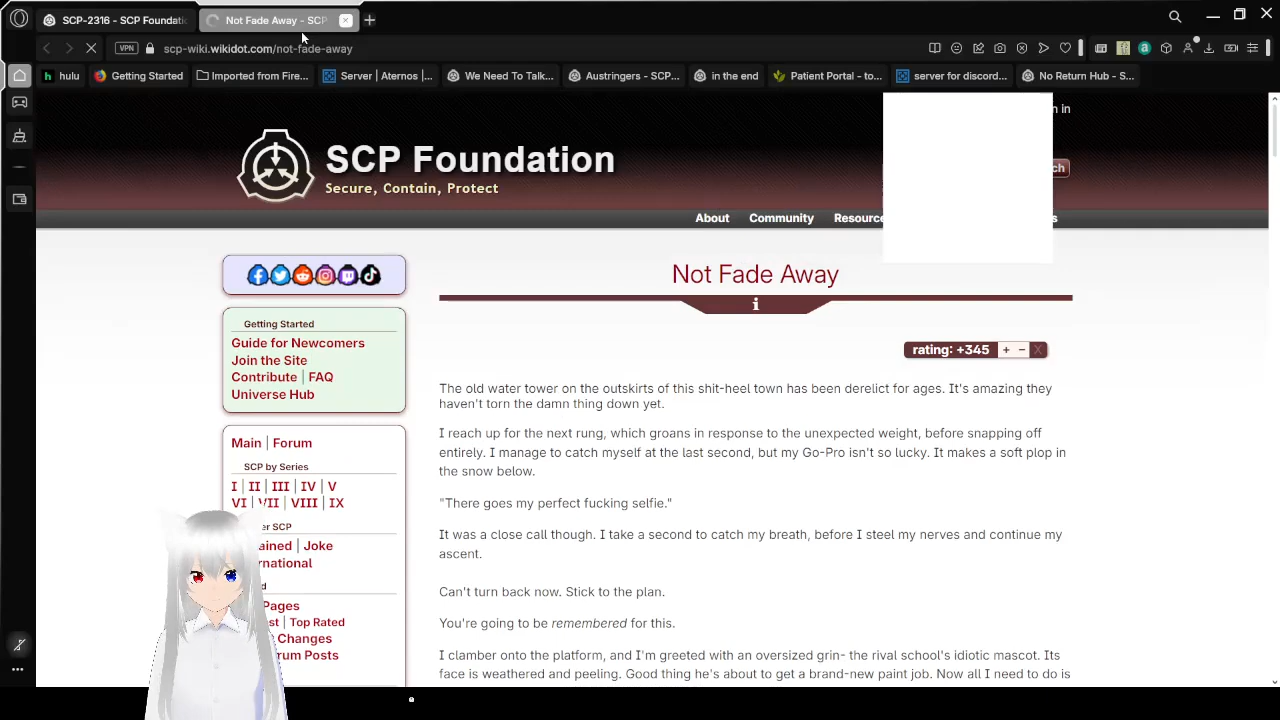 SCP-2316 - SCP Foundatic
Not Fade Away - SCP
VPN
scp-wiki.wikidot.com/not-fade-away
hulu
Getting Started
Imported from Fire...
Server | Aternos |...
We Need To Talk...
Austringers - SCP...
in the end
Patient Portal - to...
server for discord...
No Return Hub - S...
SCP Foundation
Secure, Contain, Protect
About
Community
Not Fade Away
rating: +345 + − X
Getting Started
Guide for Newcomers
Join the Site
Contribute | FAQ
Universe Hub
Main | Forum
SCP by Series
I | II | III | IV | V
VI | VII | VIII | IX
SCP
Joke
Pages
Top Rated
Changes
Posts
The old water tower on the outskirts of this shit-heel town has been derelict for ages. It's amazing they
haven't torn the damn thing down yet.
I reach up for the next rung, which groans in response to the unexpected weight, before snapping off
entirely. I manage to catch myself at the last second, but my Go-Pro isn't so lucky. It makes a soft plop in
the snow below.
"There goes my perfect fucking selfie."
It was a close call though. I take a second to catch my breath, before I steel my nerves and continue my
ascent.
Can't turn back now. Stick to the plan.
You're going to be remembered for this.
I clamber onto the platform, and I'm greeted with an oversized grin- the rival school's idiotic mascot. Its
face is weathered and peeling. Good thing he's about to get a brand-new paint job. Now all I need to do is